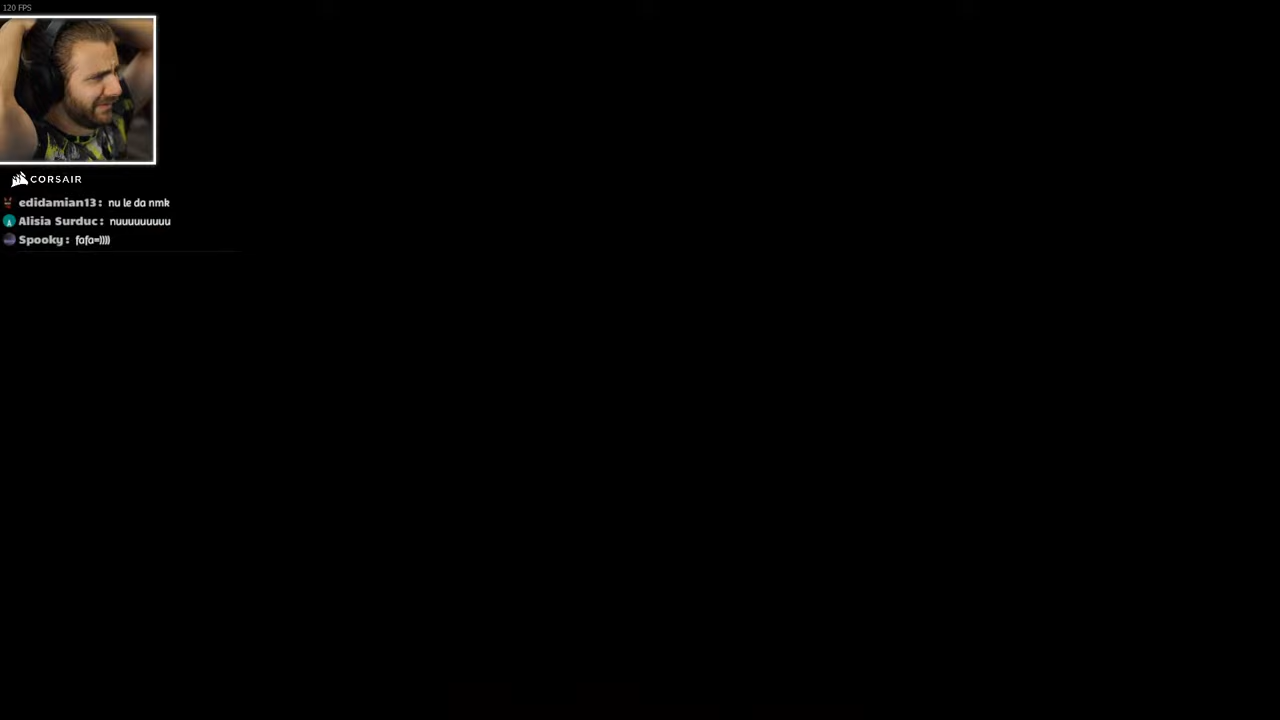 120 FPS
CORSAIR
edidamian13: nu le da nmk
Alisia Surduc: nuuuuuuuuu
Spooky: fafa=))))